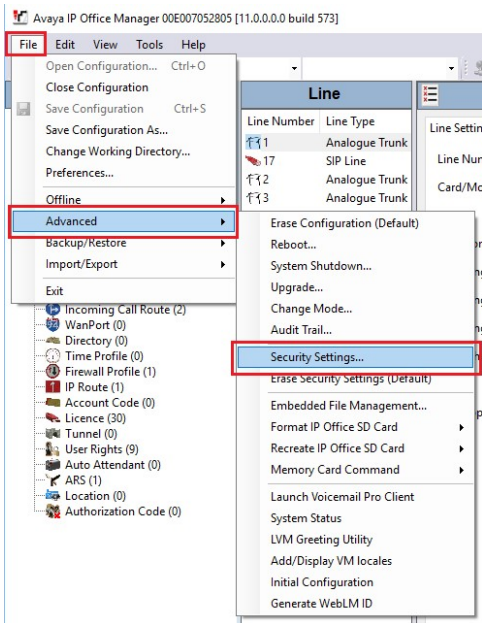 Avaya IP Office Manager 00E007052805 [11.0.0.0.0 build 573]
File Edit View Tools Help
Open Configuration... Ctrl+O
Close Configuration
Save Configuration Ctrl+S
Save Configuration As...
Change Working Directory...
Preferences...
Offline
Advanced
Backup/Restore
Import/Export
Exit
Incoming Call Route (2)
WanPort (0)
Directory (0)
Time Profile (0)
Firewall Profile (1)
IP Route (1)
Account Code (0)
Licence (30)
Tunnel (0)
User Rights (9)
Auto Attendant (0)
ARS (1)
Location (0)
Authorization Code (0)
Line
Line Number Line Type
1 Analogue Trunk
17 SIP Line
2 Analogue Trunk
3 Analogue Trunk
Line Settin
Line Num
Card/Mo
Erase Configuration (Default)
Reboot...
System Shutdown...
Upgrade...
Change Mode...
Audit Trail...
Security Settings...
Erase Security Settings (Default)
Embedded File Management...
Format IP Office SD Card
Recreate IP Office SD Card
Memory Card Command
Launch Voicemail Pro Client
System Status
LVM Greeting Utility
Add/Display VM locales
Initial Configuration
Generate WebLM ID